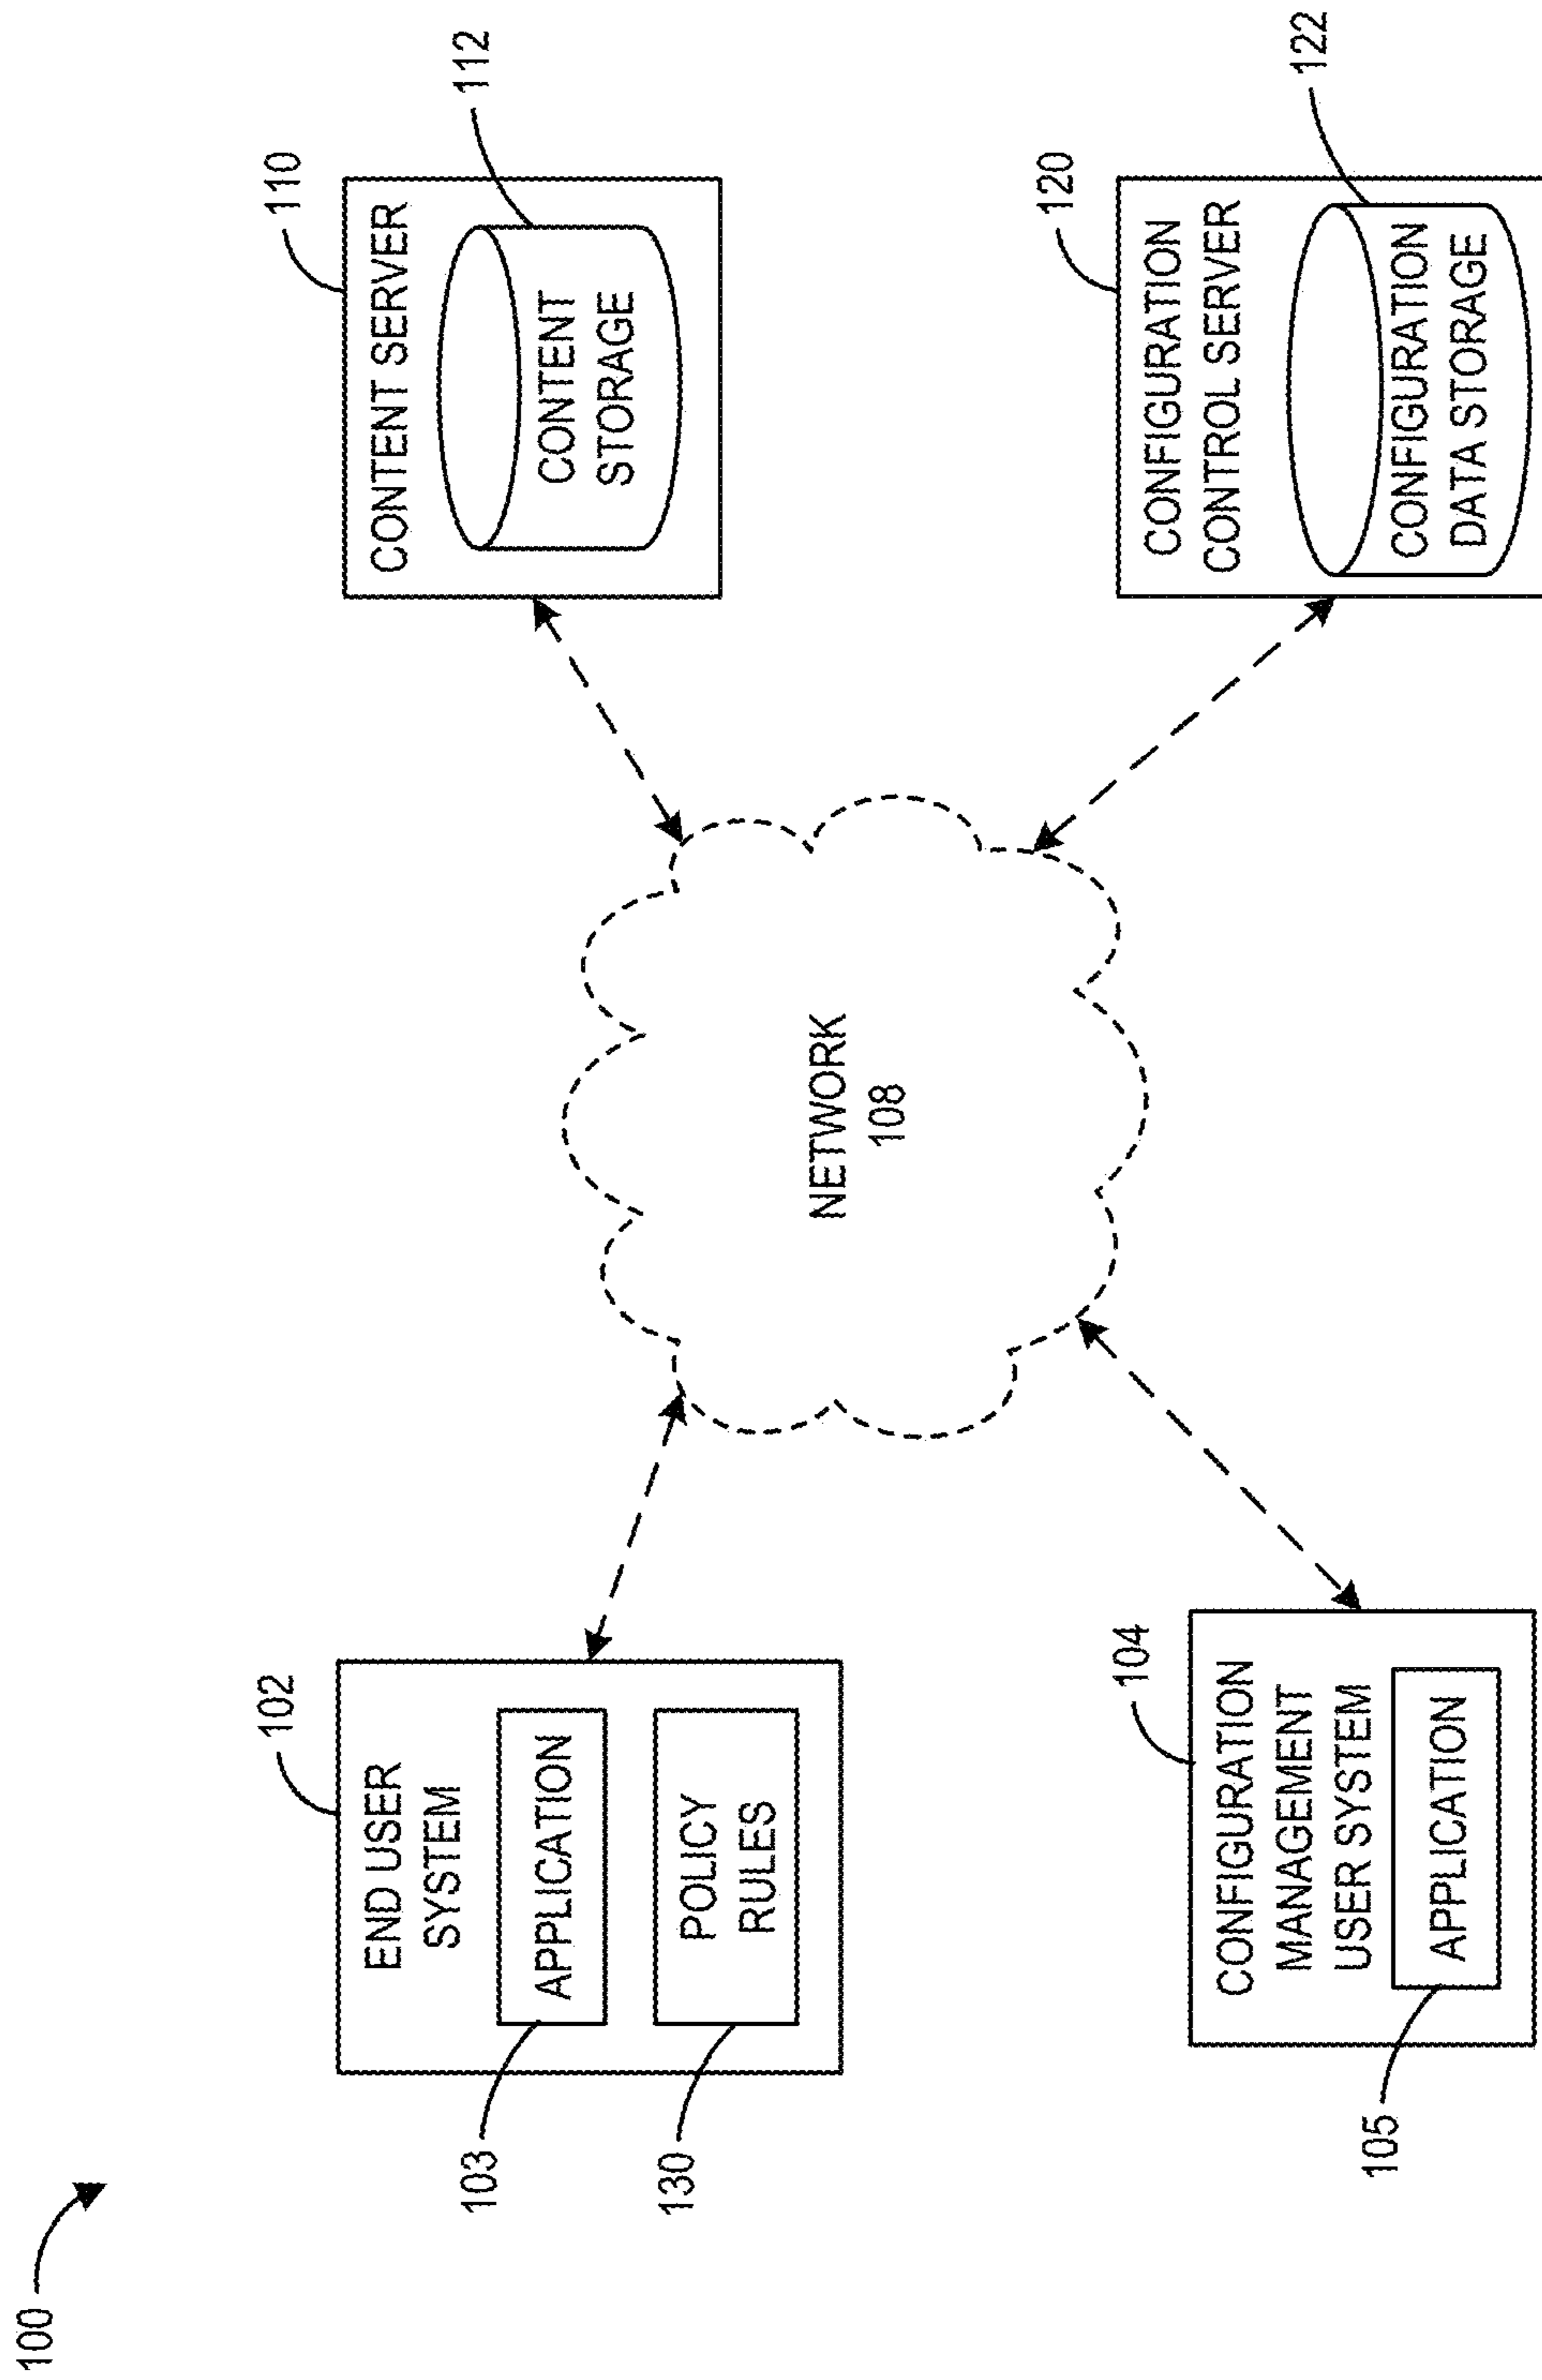 100
102
END USER
SYSTEM
103
APPLICATION
130
POLICY
RULES
110
CONTENT SERVER
112
CONTENT
STORAGE
NETWORK
108
104
CONFIGURATION
MANAGEMENT
USER SYSTEM
105
APPLICATION
120
CONFIGURATION
CONTROL SERVER
122
CONFIGURATION
DATA STORAGE